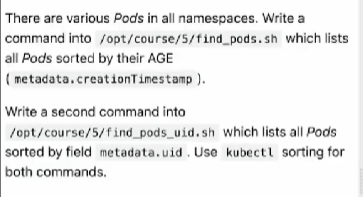 There are various Pods in all namespaces. Write a
command into /opt/course/5/find_pods.sh which lists
all Pods sorted by their AGE
( metadata.creationTimestamp ).
Write a second command into
/opt/course/5/find_pods_uid.sh which lists all Pods
sorted by field metadata.uid . Use kubectl sorting for
both commands.